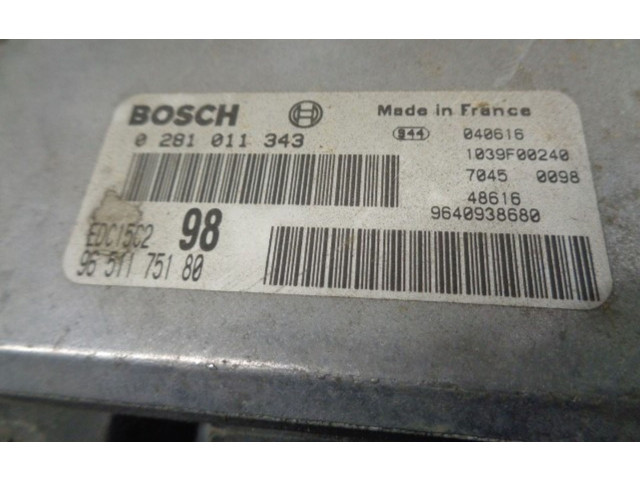 BOSCH
Made in France
0 281 011 343
944 040616
1039F00240
7045 0098
48616
9640938680
EDC15C2 98
96 511 751 80